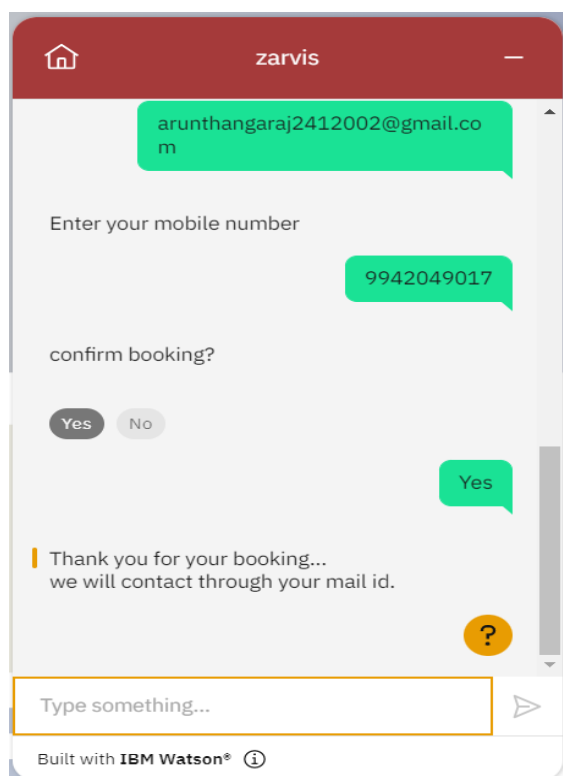 zarvis
arunthangaraj2412002@gmail.co
m
Enter your mobile number
9942049017
confirm booking?
Yes No
Yes
Thank you for your booking...
we will contact through your mail id.
?
Type something...
Built with IBM Watson® i